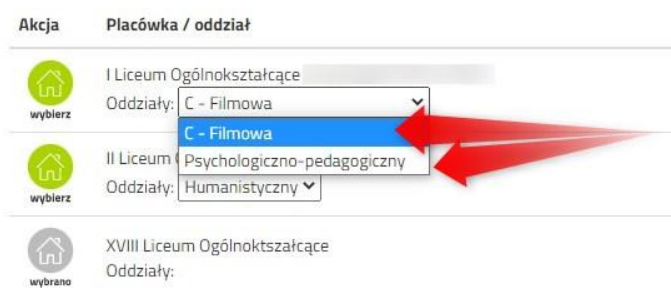 Akcja Placówka / oddział
I Liceum Ogólnokształcące
Oddziały: C - Filmowa
wybierz
C - Filmowa
II Liceum
Psychologiczno-pedagogiczny
Oddziały: Humanistyczny
wybierz
XVIII Liceum Ogólnoktszałcące
Oddziały:
wybrano